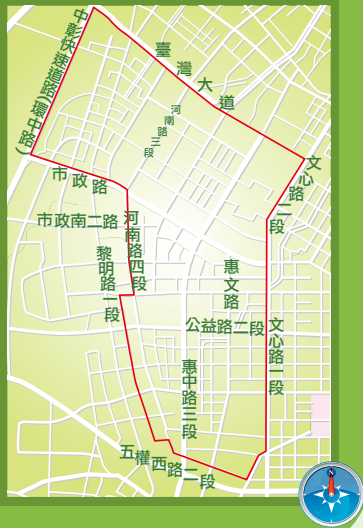 中彰快速道路(環中路)
臺灣大道
河南路三段
文心路二段
市政路
市政南二路
河南路四段
黎明路一段
惠文路
公益路二段
文心路一段
惠中路三段
五權西路二段
N